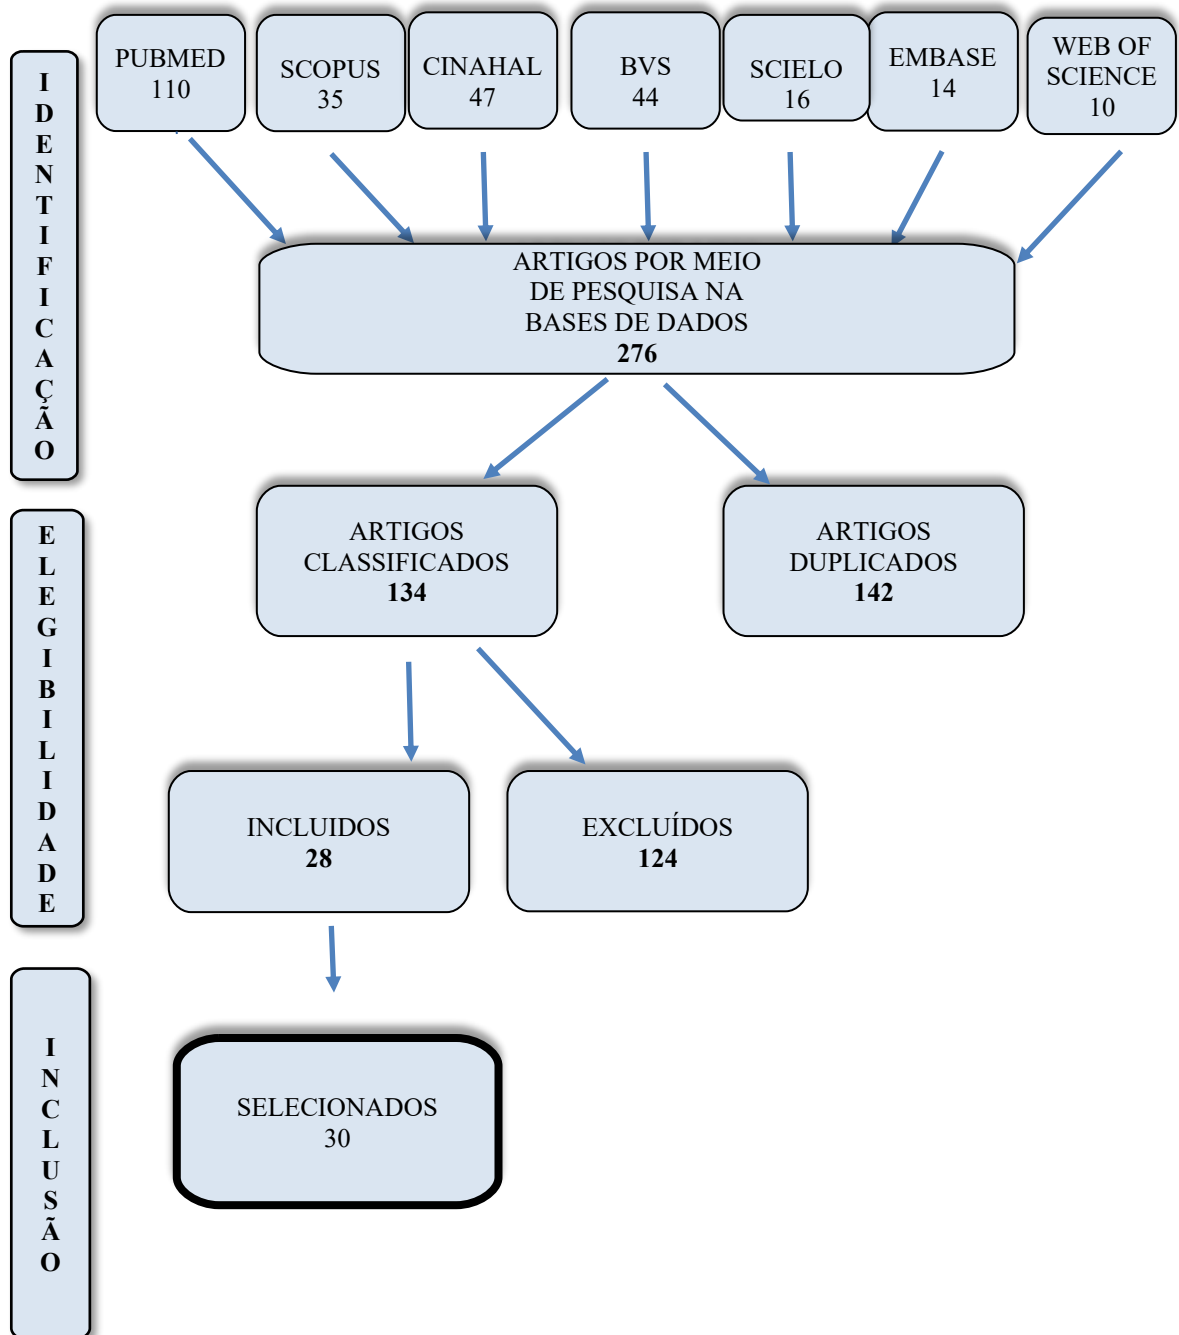 PUBMED
110
SCOPUS
35
CINAHAL
47
BVS
44
SCIELO
16
EMBASE
14
WEB OF
SCIENCE
10
IDENTIFICAÇÃO
ARTIGOS POR MEIO
DE PESQUISA NA
BASES DE DADOS
276
ELEGIBILIDADE
ARTIGOS
CLASSIFICADOS
134
ARTIGOS
DUPLICADOS
142
INCLUIDOS
28
EXCLUÍDOS
124
INCLUSÃO
SELECIONADOS
30